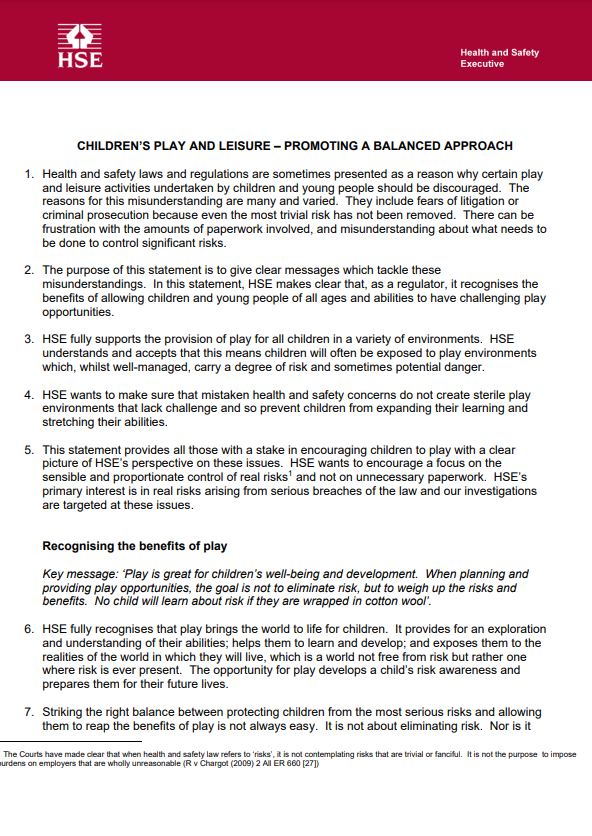 HSE
Health and Safety
Executive
CHILDREN'S PLAY AND LEISURE – PROMOTING A BALANCED APPROACH
1. Health and safety laws and regulations are sometimes presented as a reason why certain play
and leisure activities undertaken by children and young people should be discouraged. The
reasons for this misunderstanding are many and varied. They include fears of litigation or
criminal prosecution because even the most trivial risk has not been removed. There can be
frustration with the amounts of paperwork involved, and misunderstanding about what needs to
be done to control significant risks.
2. The purpose of this statement is to give clear messages which tackle these
misunderstandings. In this statement, HSE makes clear that, as a regulator, it recognises the
benefits of allowing children and young people of all ages and abilities to have challenging play
opportunities.
3. HSE fully supports the provision of play for all children in a variety of environments. HSE
understands and accepts that this means children will often be exposed to play environments
which, whilst well-managed, carry a degree of risk and sometimes potential danger.
4. HSE wants to make sure that mistaken health and safety concerns do not create sterile play
environments that lack challenge and so prevent children from expanding their learning and
stretching their abilities.
5. This statement provides all those with a stake in encouraging children to play with a clear
picture of HSE's perspective on these issues. HSE wants to encourage a focus on the
sensible and proportionate control of real risks¹ and not on unnecessary paperwork. HSE's
primary interest is in real risks arising from serious breaches of the law and our investigations
are targeted at these issues.
Recognising the benefits of play
Key message: 'Play is great for children's well-being and development. When planning and
providing play opportunities, the goal is not to eliminate risk, but to weigh up the risks and
benefits. No child will learn about risk if they are wrapped in cotton wool'.
6. HSE fully recognises that play brings the world to life for children. It provides for an exploration
and understanding of their abilities; helps them to learn and develop; and exposes them to the
realities of the world in which they will live, which is a world not free from risk but rather one
where risk is ever present. The opportunity for play develops a child's risk awareness and
prepares them for their future lives.
7. Striking the right balance between protecting children from the most serious risks and allowing
them to reap the benefits of play is not always easy. It is not about eliminating risk. Nor is it
The Courts have made clear that when health and safety law refers to 'risks', it is not contemplating risks that are trivial or fanciful. It is not the purpose to impose
urdens on employers that are wholly unreasonable (R v Chargot (2009) 2 All ER 660 [27])